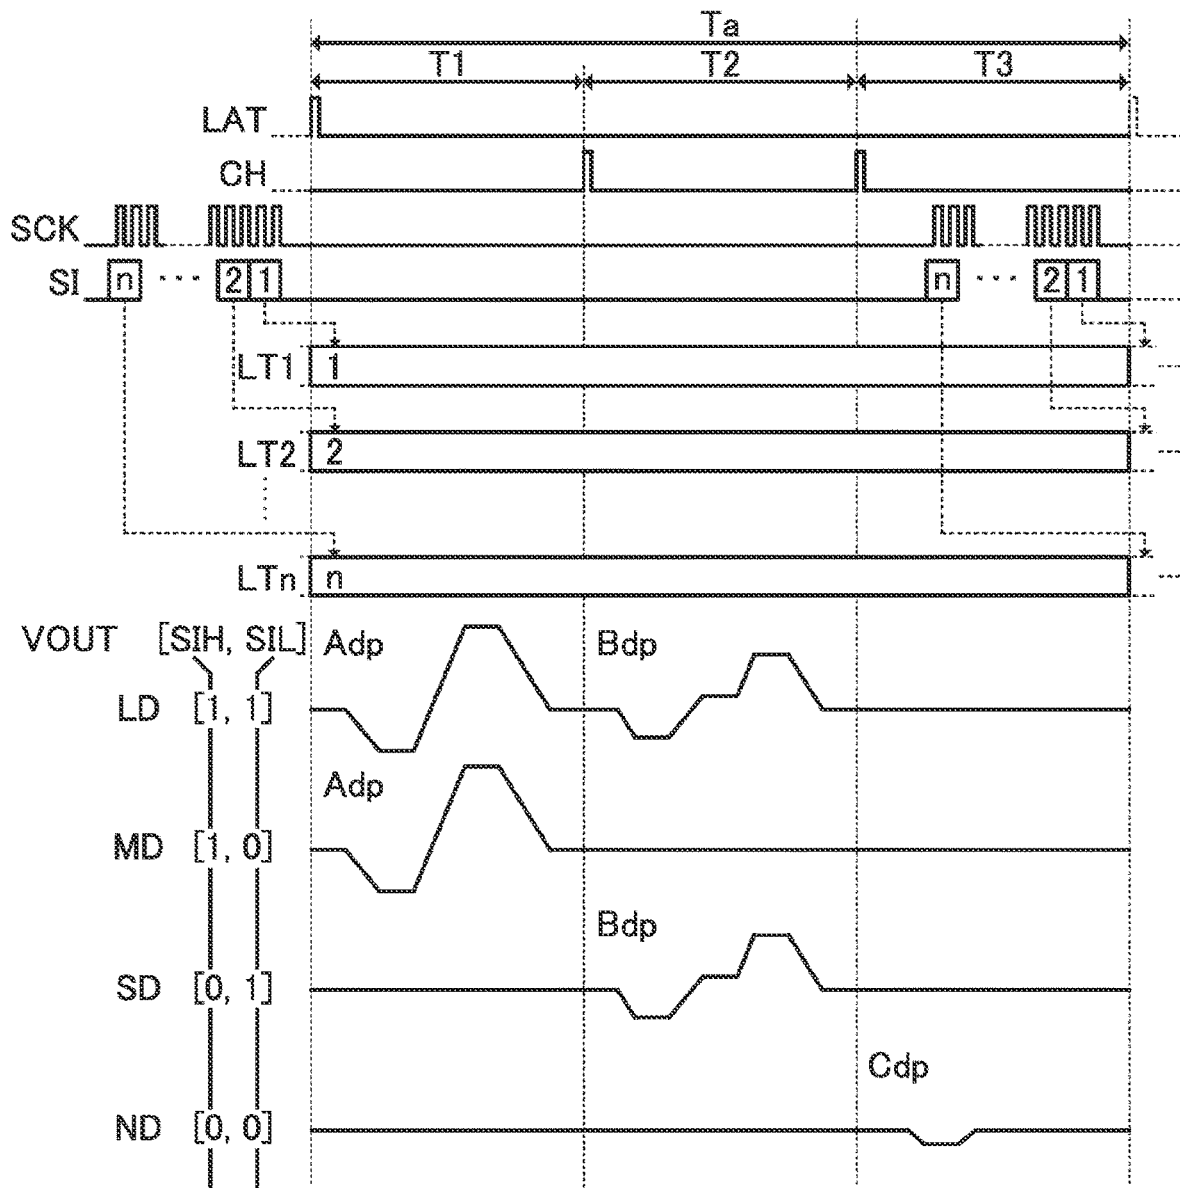 Ta
T1 T2 T3
LAT
CH
SCK
SI n ··· 2 1 n ··· 2 1
LT1 1
LT2 2
LTn n
VOUT [SIH, SIL] Adp Bdp
LD [1, 1]
Adp
MD [1, 0]
Bdp
SD [0, 1]
Cdp
ND [0, 0]